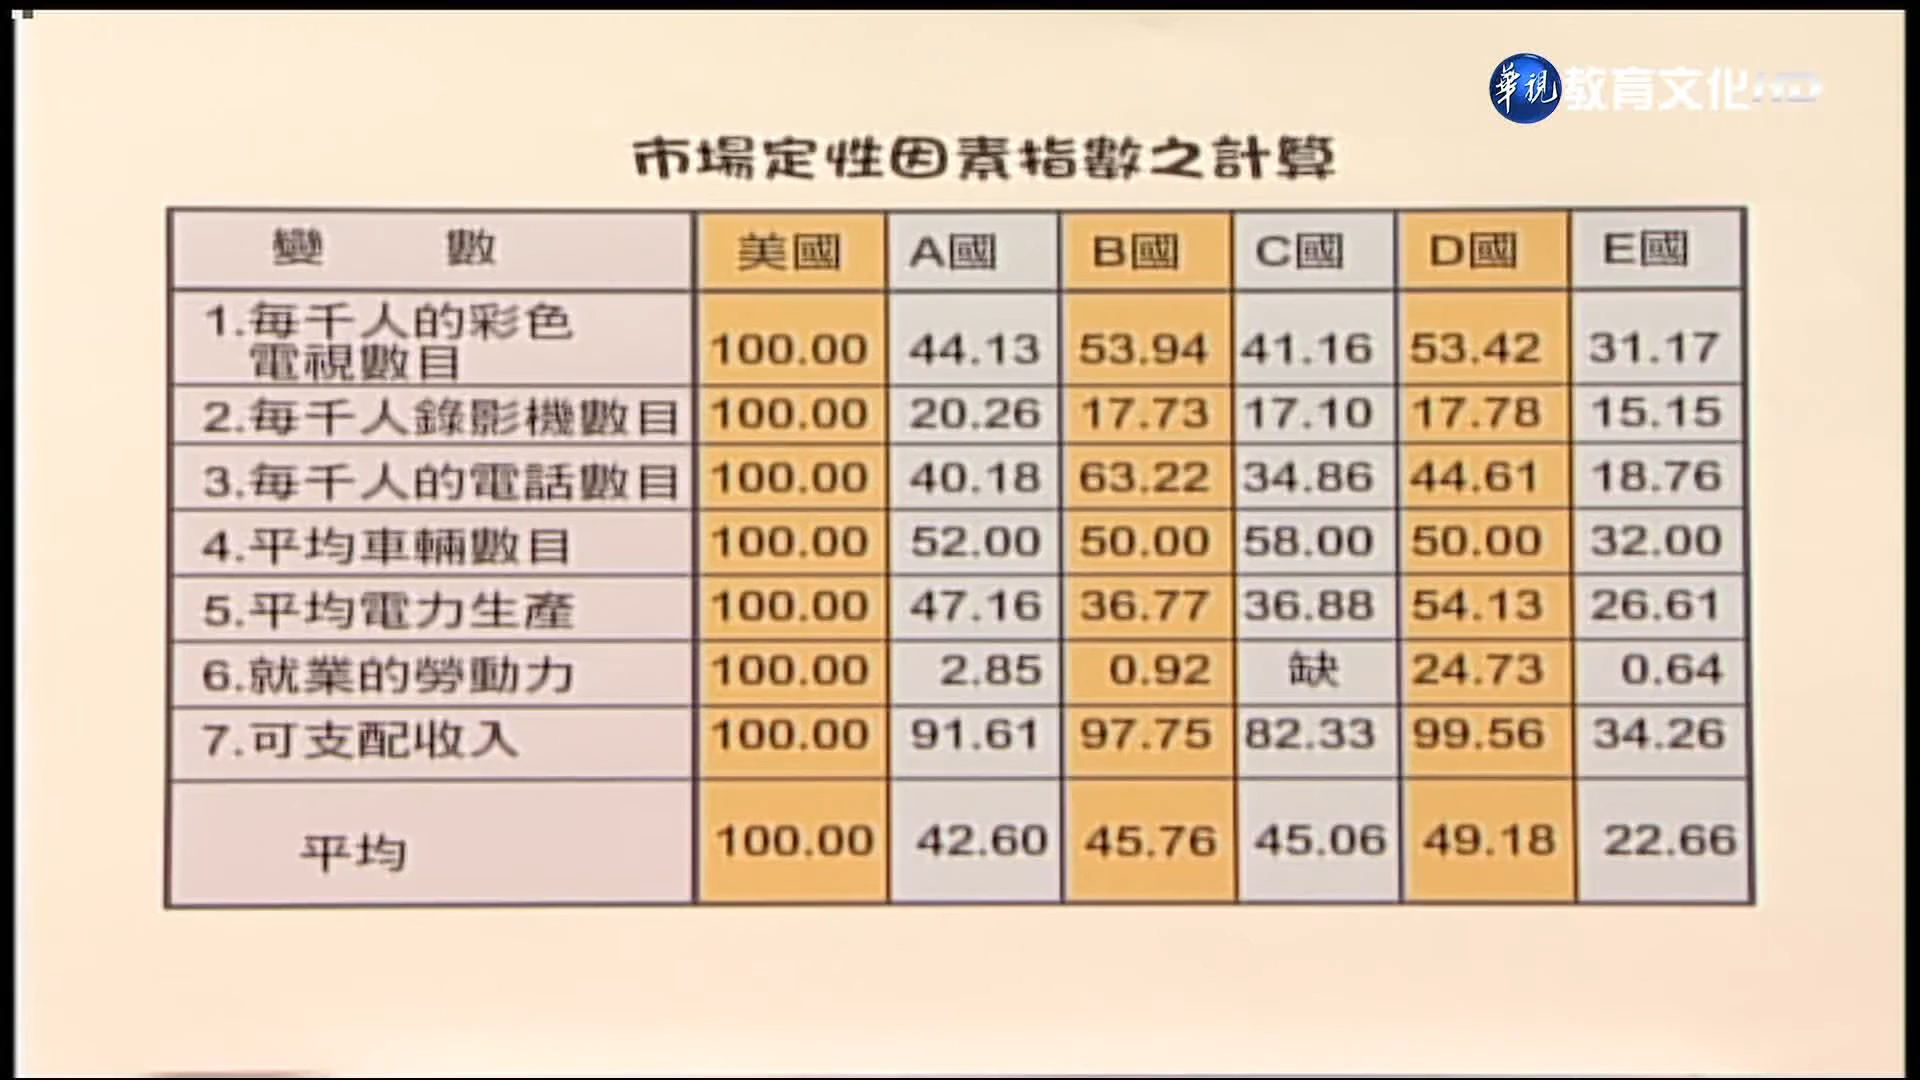 華視 教育文化HD
市場定性因素指數之計算
變 數 美國 A國 B國 C國 D國 E國
1.每千人的彩色
電視數目 100.00 44.13 53.94 41.16 53.42 31.17
2.每千人錄影機數目 100.00 20.26 17.73 17.10 17.78 15.15
3.每千人的電話數目 100.00 40.18 63.22 34.86 44.61 18.76
4.平均車輛數目 100.00 52.00 50.00 58.00 50.00 32.00
5.平均電力生產 100.00 47.16 36.77 36.88 54.13 26.61
6.就業的勞動力 100.00 2.85 0.92 缺 24.73 0.64
7.可支配收入 100.00 91.61 97.75 82.33 99.56 34.26
平均 100.00 42.60 45.76 45.06 49.18 22.66